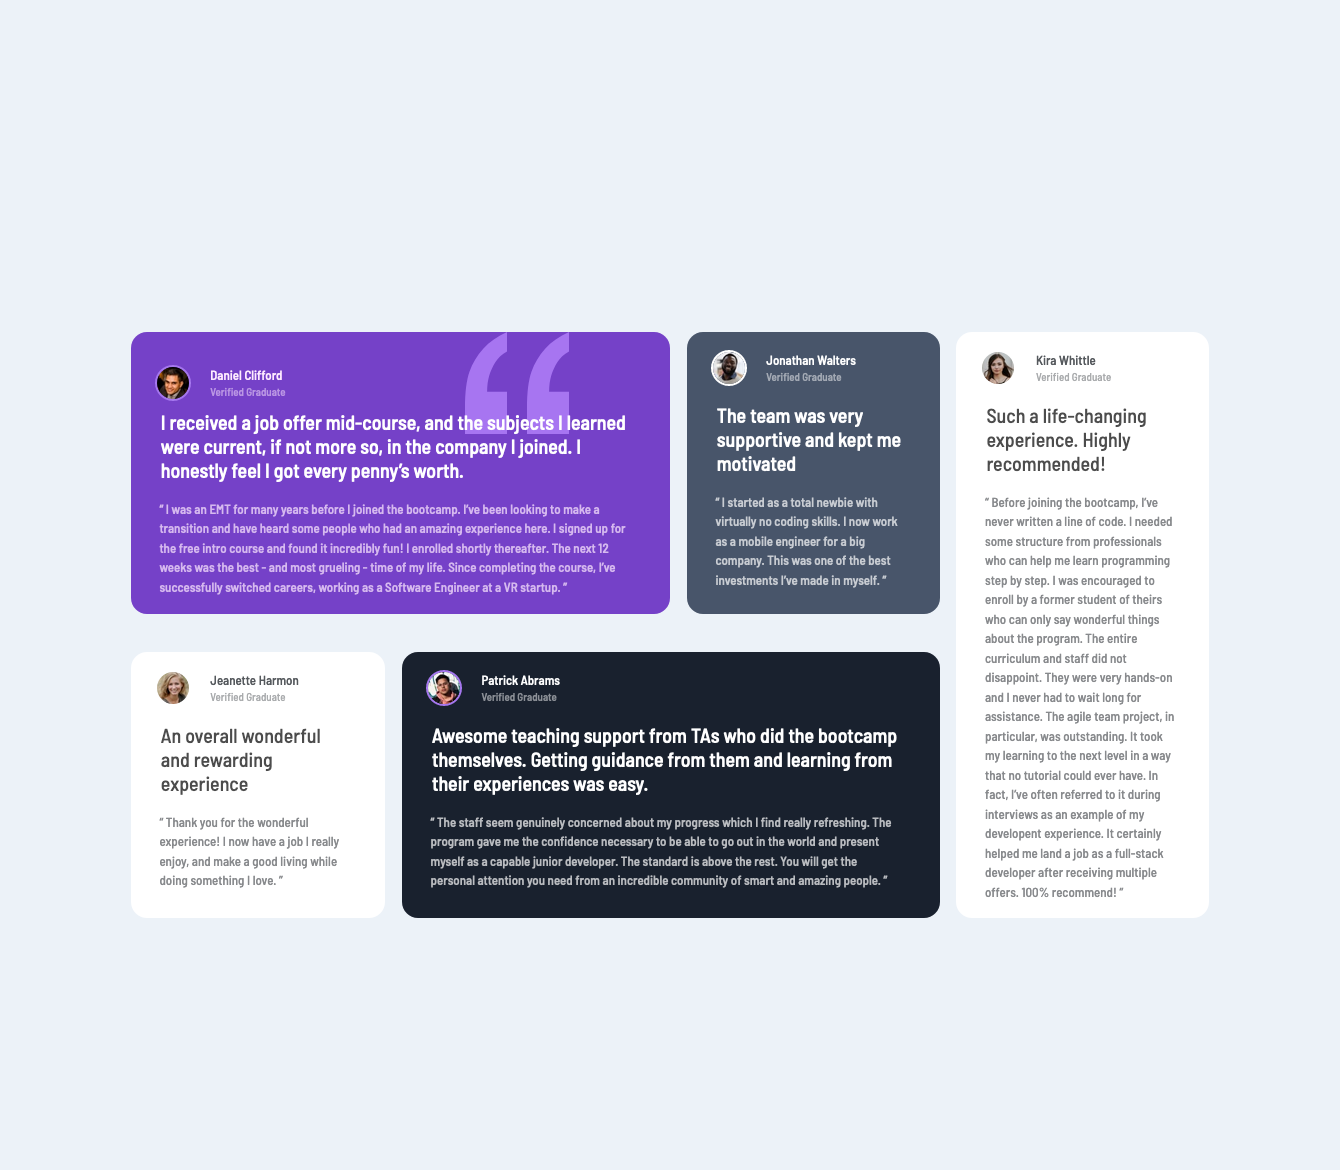 Daniel Clifford
Verified Graduate
I received a job offer mid-course, and the subjects I learned
were current, if not more so, in the company I joined. I
honestly feel I got every penny’s worth.
“ I was an EMT for many years before I joined the bootcamp. I’ve been looking to make a
transition and have heard some people who had an amazing experience here. I signed up for
the free intro course and found it incredibly fun! I enrolled shortly thereafter. The next 12
weeks was the best - and most grueling - time of my life. Since completing the course, I’ve
successfully switched careers, working as a Software Engineer at a VR startup. ”
Jonathan Walters
Verified Graduate
The team was very
supportive and kept me
motivated
“ I started as a total newbie with
virtually no coding skills. I now work
as a mobile engineer for a big
company. This was one of the best
investments I’ve made in myself. ”
Kira Whittle
Verified Graduate
Such a life-changing
experience. Highly
recommended!
“ Before joining the bootcamp, I’ve
never written a line of code. I needed
some structure from professionals
who can help me learn programming
step by step. I was encouraged to
enroll by a former student of theirs
who can only say wonderful things
about the program. The entire
curriculum and staff did not
disappoint. They were very hands-on
and I never had to wait long for
assistance. The agile team project, in
particular, was outstanding. It took
my learning to the next level in a way
that no tutorial could ever have. In
fact, I’ve often referred to it during
interviews as an example of my
developent experience. It certainly
helped me land a job as a full-stack
developer after receiving multiple
offers. 100% recommend! ”
Jeanette Harmon
Verified Graduate
An overall wonderful
and rewarding
experience
“ Thank you for the wonderful
experience! I now have a job I really
enjoy, and make a good living while
doing something I love. ”
Patrick Abrams
Verified Graduate
Awesome teaching support from TAs who did the bootcamp
themselves. Getting guidance from them and learning from
their experiences was easy.
“ The staff seem genuinely concerned about my progress which I find really refreshing. The
program gave me the confidence necessary to be able to go out in the world and present
myself as a capable junior developer. The standard is above the rest. You will get the
personal attention you need from an incredible community of smart and amazing people. ”